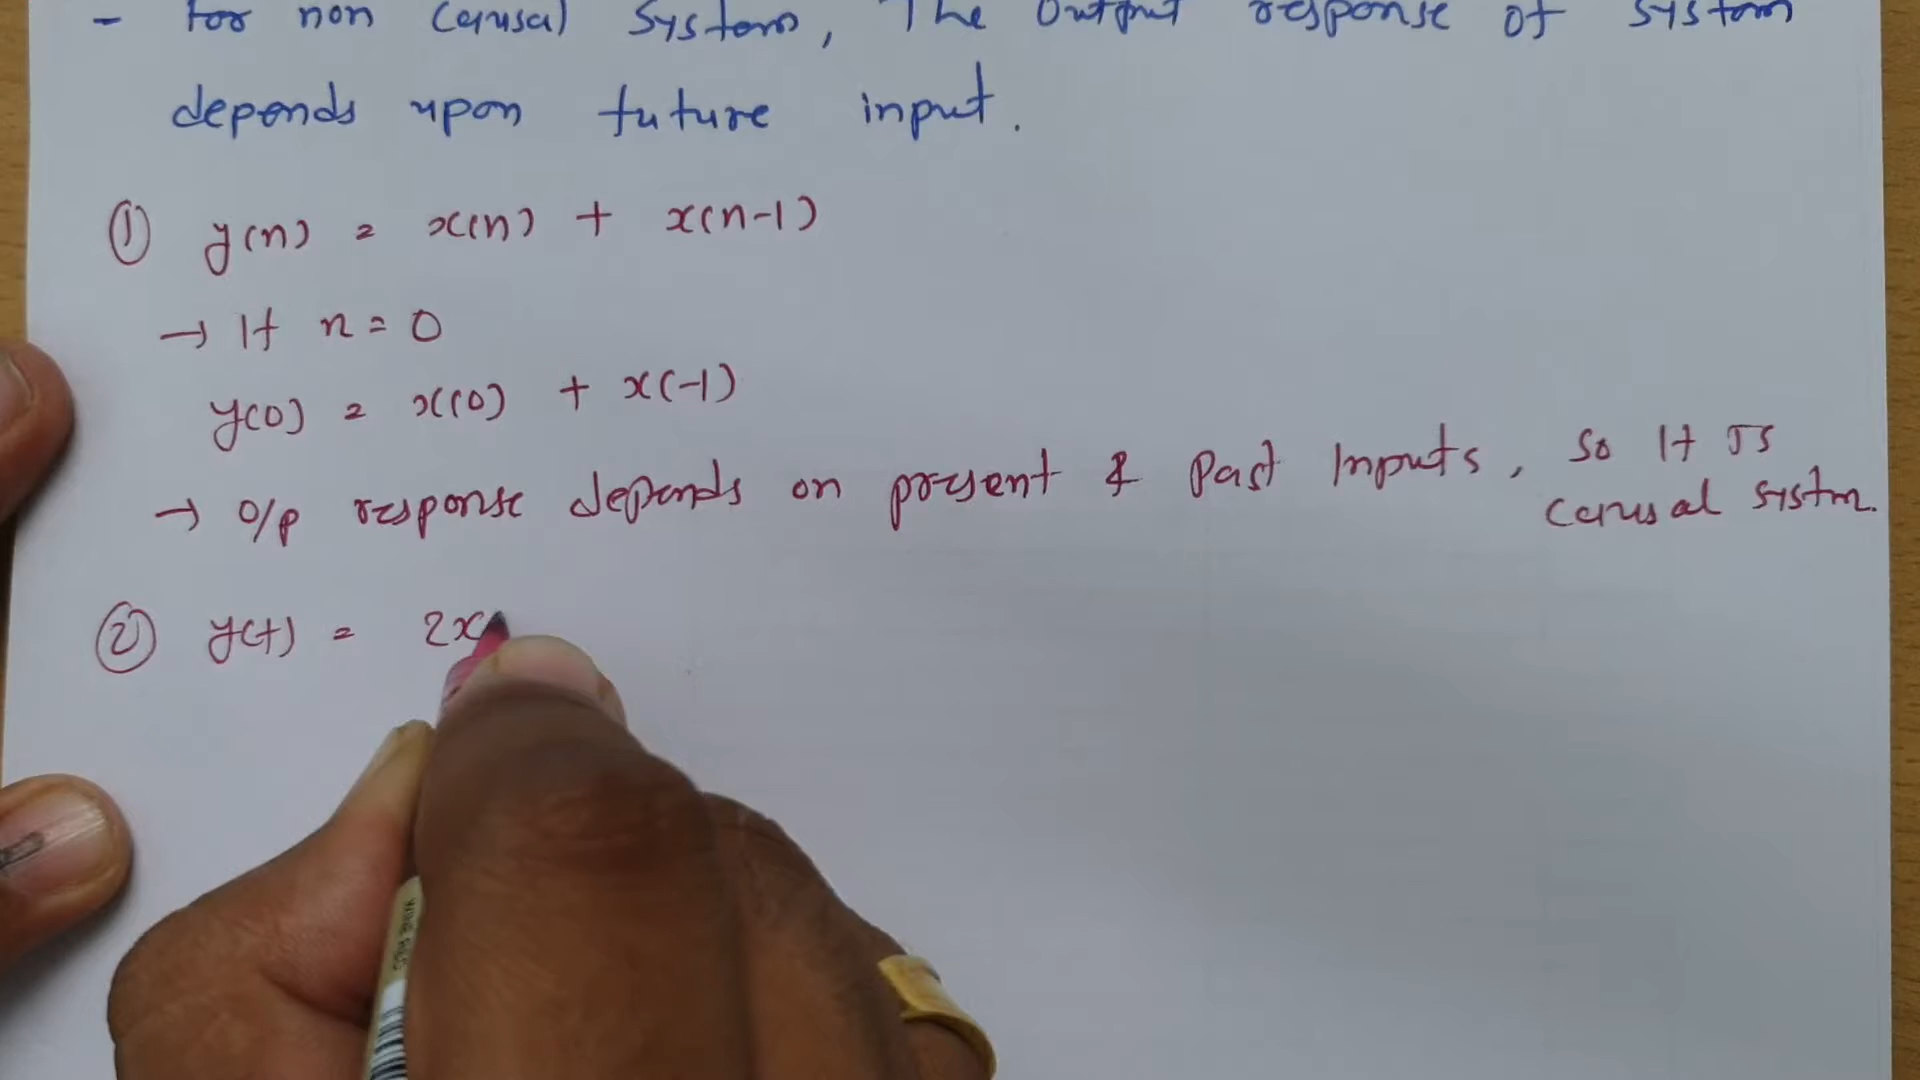 - For non Causal System, The Output response of system
depends upon future input.
① y(n) = x(n) + x(n-1)
→ If n = 0
y(0) = x(0) + x(-1)
→ O/p response depends on present & Past Inputs, So It Is
causal systm.
② y(t) = 2x